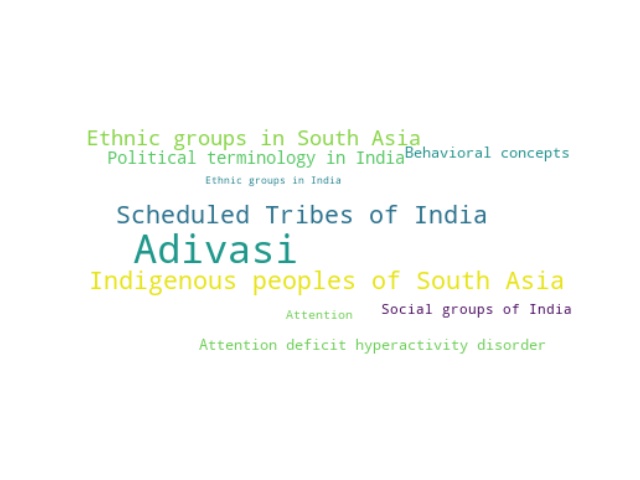 Ethnic groups in South Asia
Behavioral concepts
Political terminology in India
Ethnic groups in India
Scheduled Tribes of India
Adivasi
Indigenous peoples of South Asia
Social groups of India
Attention
Attention deficit hyperactivity disorder